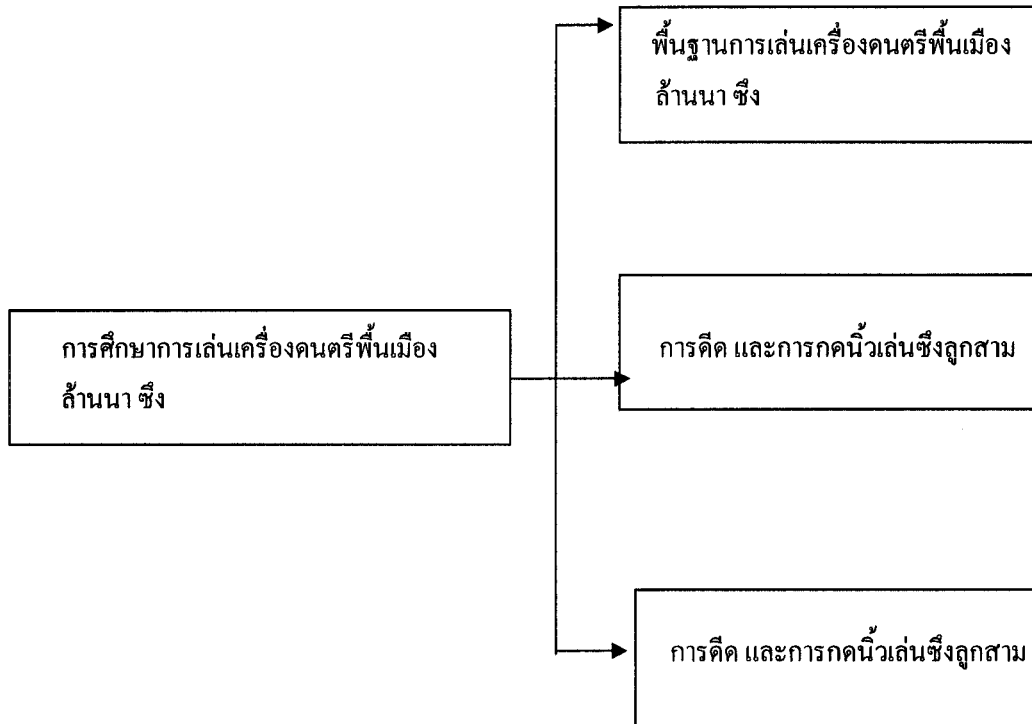 พื้นฐานการเล่นเครื่องดนตรีพื้นเมือง
ล้านนา ซึง
การศึกษาการเล่นเครื่องดนตรีพื้นเมือง
ล้านนา ซึง
การดีด และการกดนิ้วเล่นซึงลูกสาม
การดีด และการกดนิ้วเล่นซึงลูกสาม